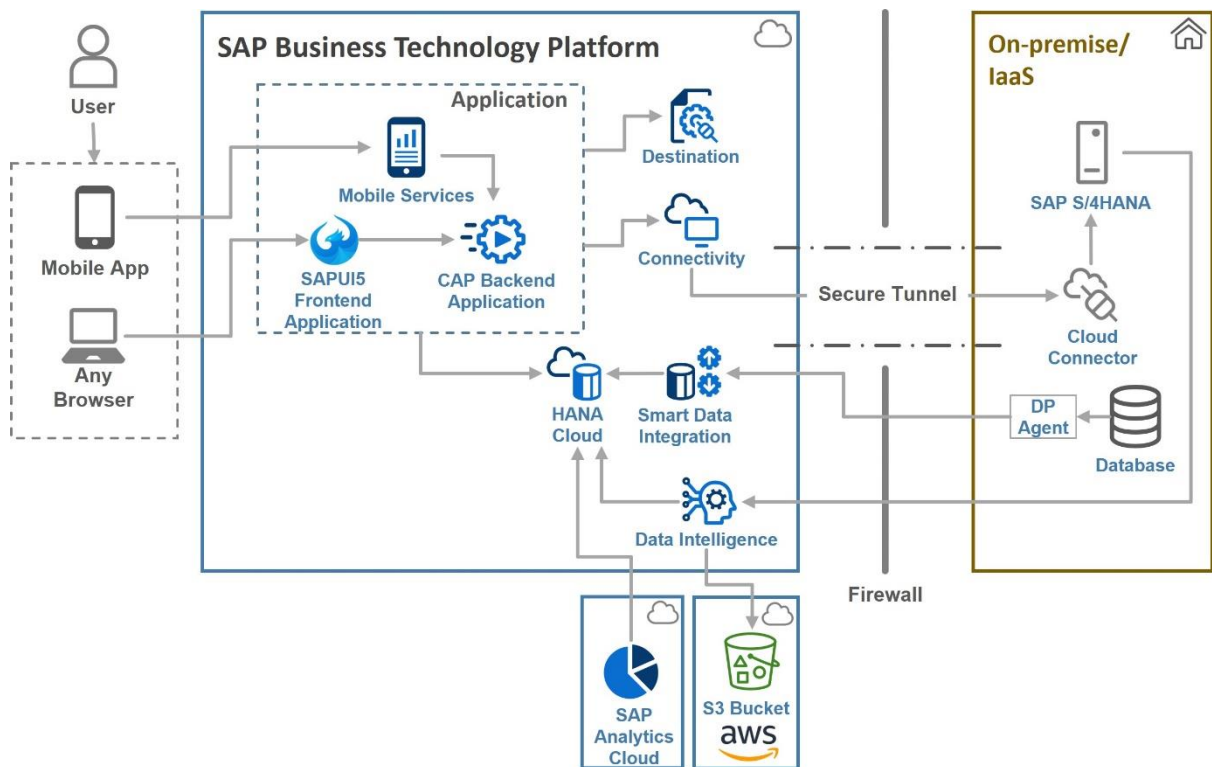 SAP Business Technology Platform
On-premise/
IaaS
Application
User
Destination
Mobile Services
SAP S/4HANA
Mobile App
SAPUI5
Frontend
Application
CAP Backend
Application
Connectivity
Secure Tunnel
Cloud
Connector
Any
Browser
HANA
Cloud
Smart Data
Integration
DP
Agent
Database
Data Intelligence
Firewall
SAP
Analytics
Cloud
S3 Bucket
aws